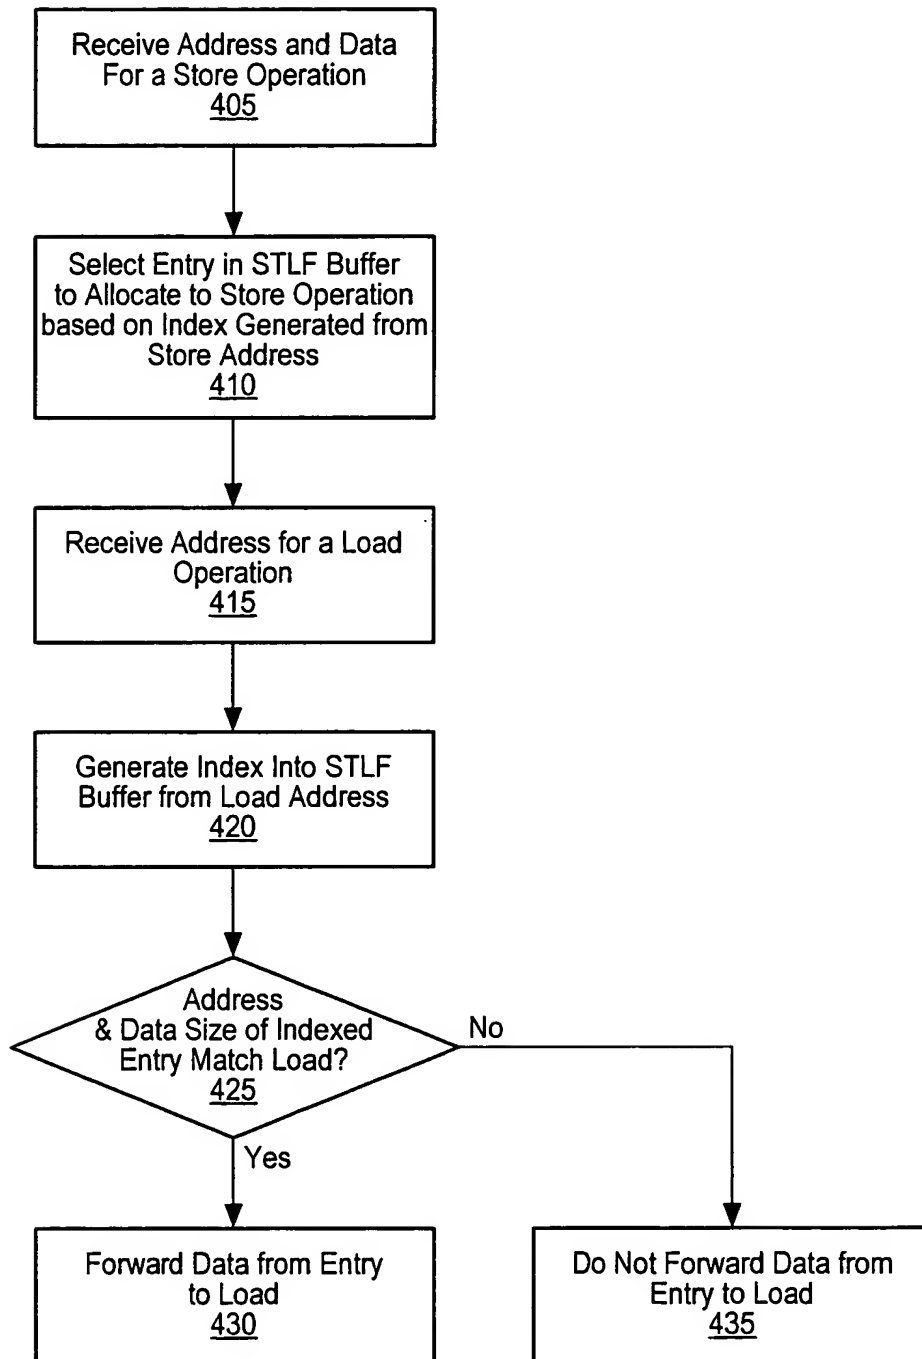 Receive Address and Data
For a Store Operation
405
Select Entry in STLF Buffer
to Allocate to Store Operation
based on Index Generated from
Store Address
410
Receive Address for a Load
Operation
415
Generate Index Into STLF
Buffer from Load Address
420
Address
& Data Size of Indexed
Entry Match Load?
425
No
Yes
Forward Data from Entry
to Load
430
Do Not Forward Data from
Entry to Load
435